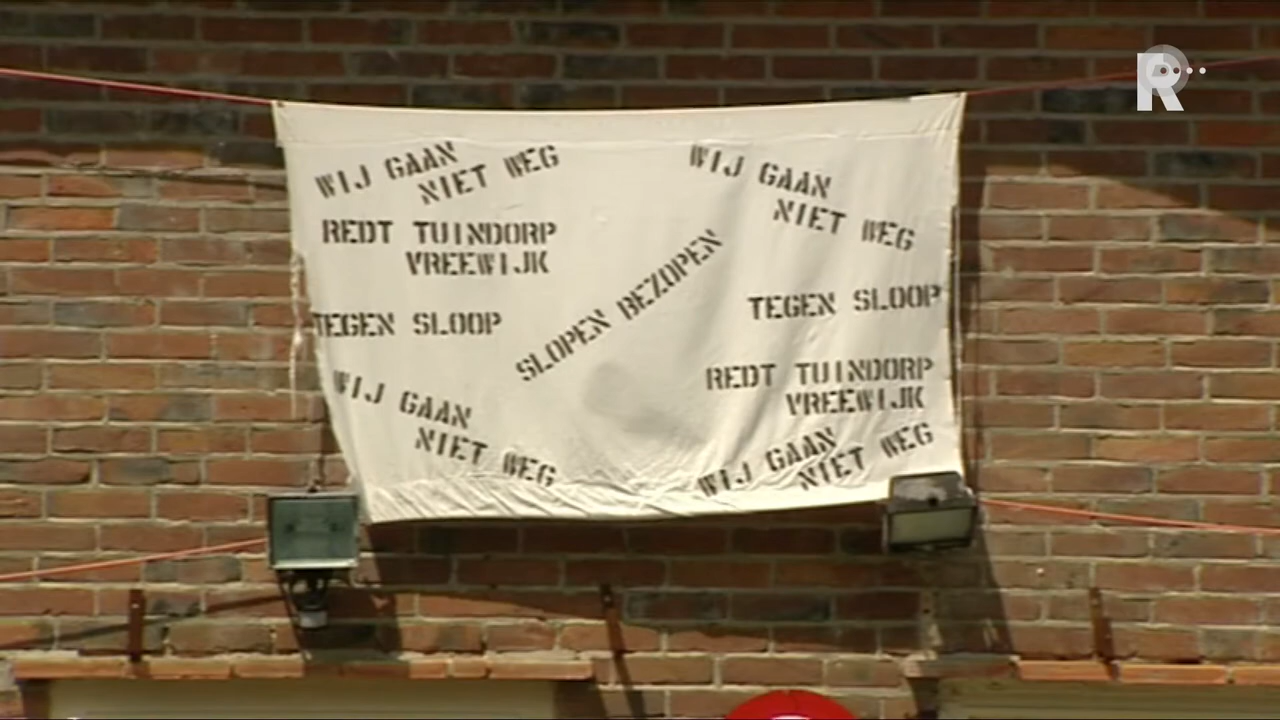 R
WIJ GAAN
NIET WEG
REDT TUINDORP
VREEWIJK
TEGEN SLOOP
WIJ GAAN
NIET WEG
SLOPEN BEZOPEN
WIJ GAAN
NIET WEG
TEGEN SLOOP
REDT TUINDORP
VREEWIJK
WIJ GAAN
NIET WEG